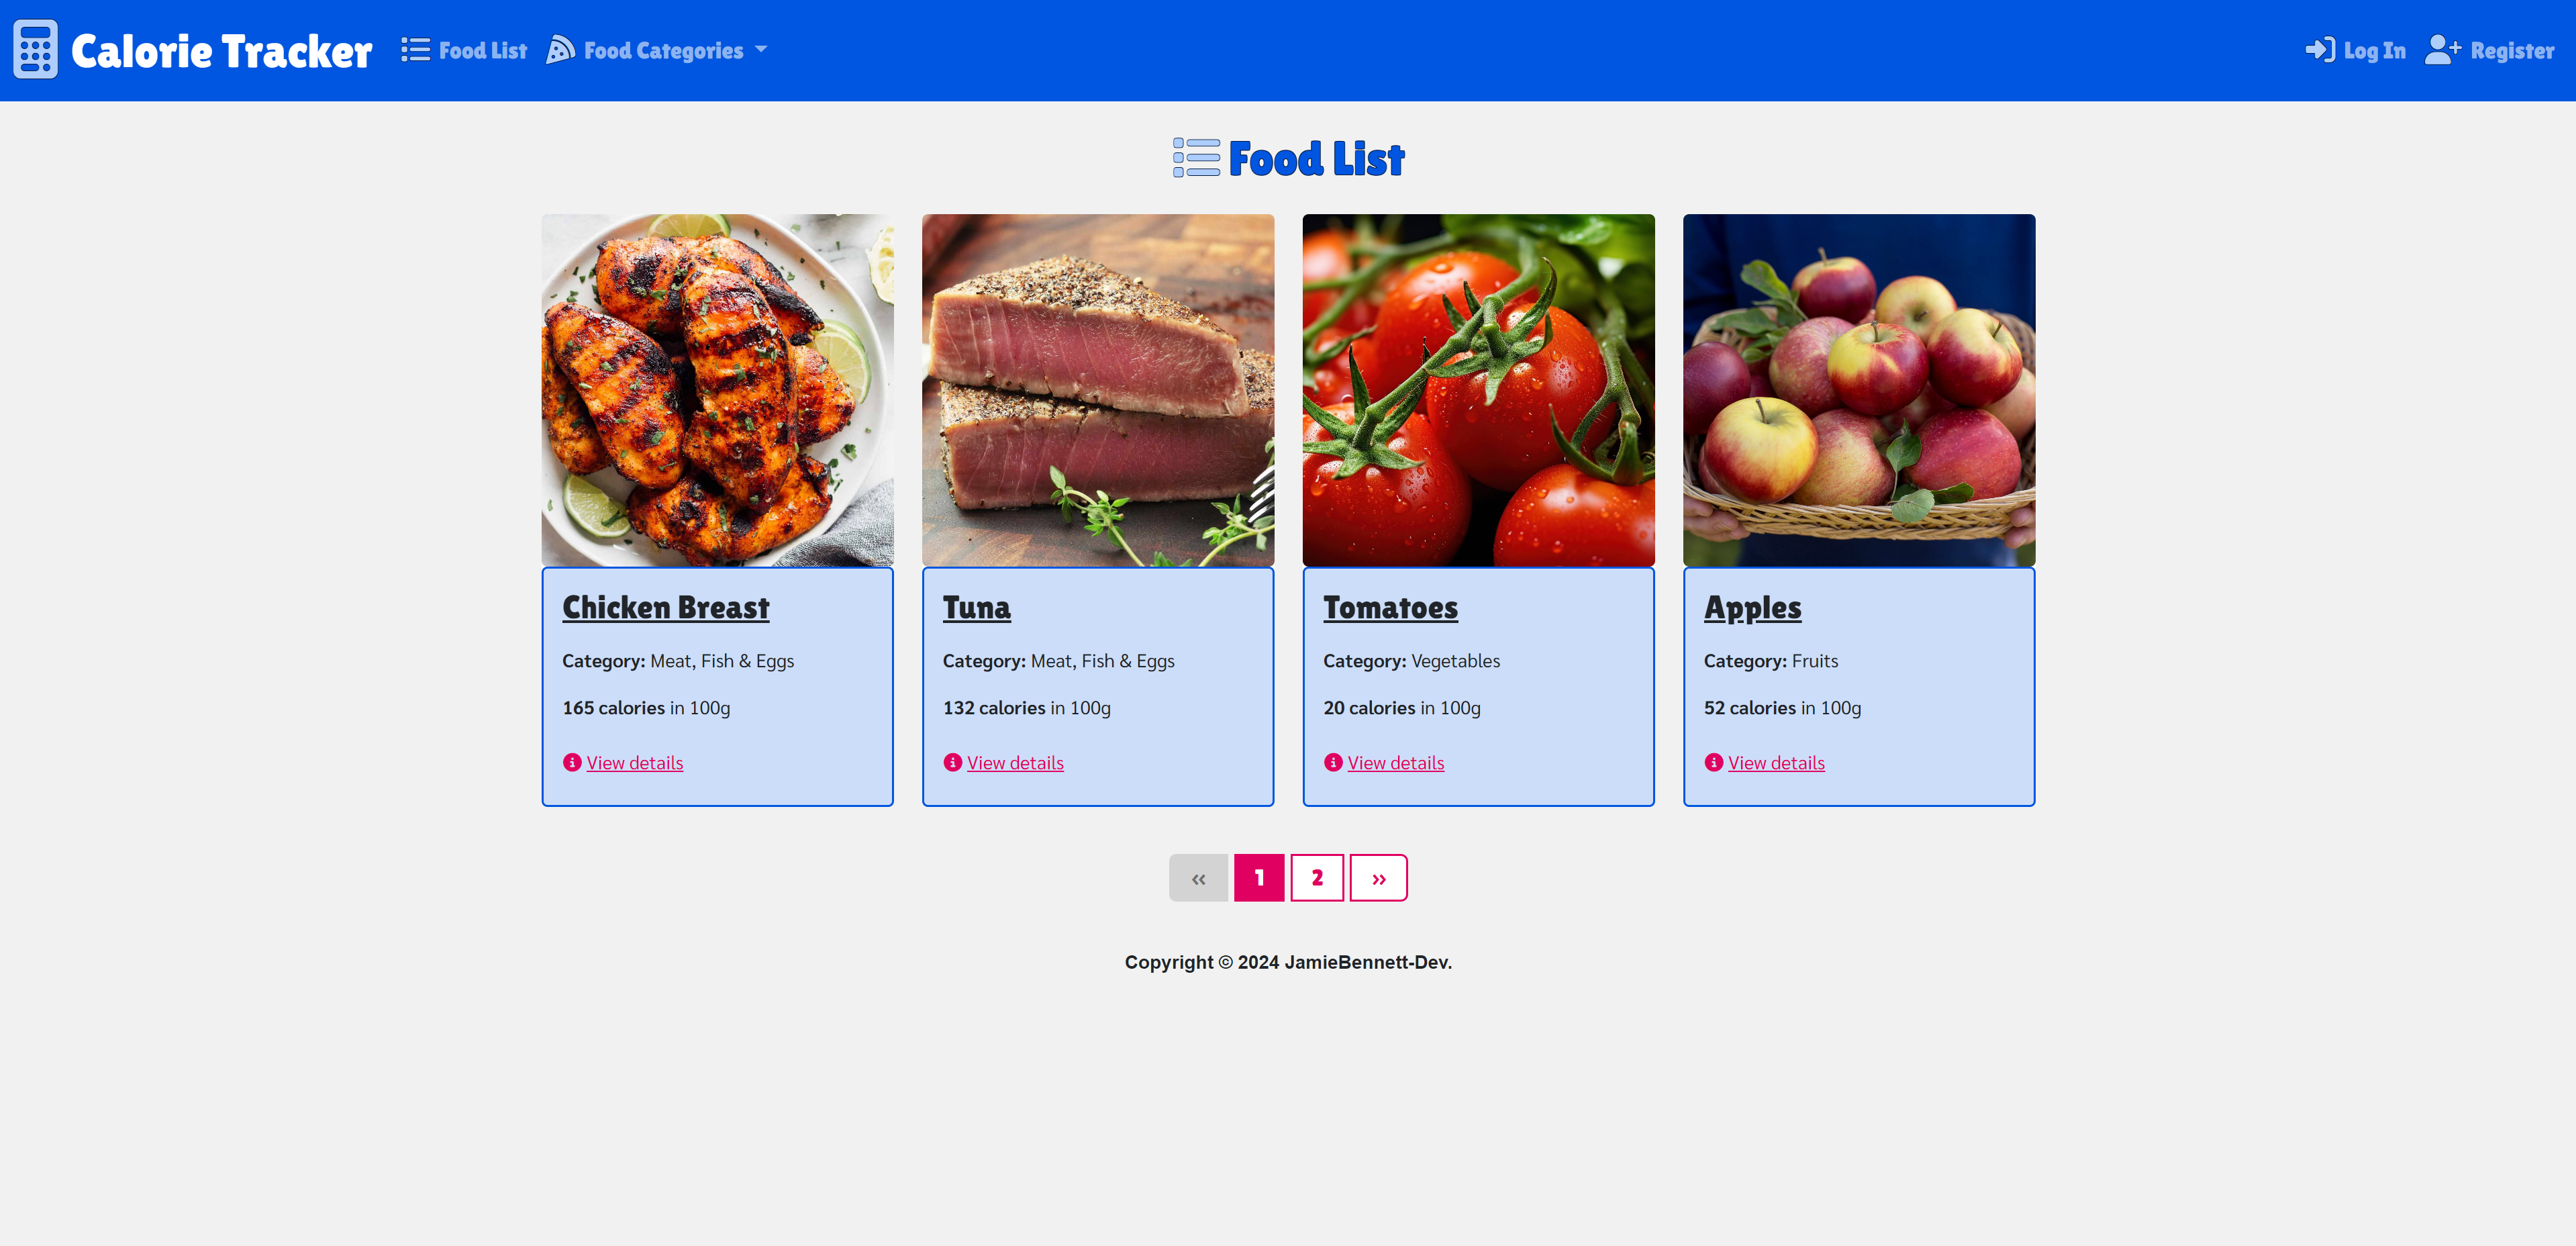 Calorie Tracker
Food List
Food Categories
Log In
Register
Food List
Chicken Breast
Category: Meat, Fish & Eggs
165 calories in 100g
View details
Tuna
Category: Meat, Fish & Eggs
132 calories in 100g
View details
Tomatoes
Category: Vegetables
20 calories in 100g
View details
Apples
Category: Fruits
52 calories in 100g
View details
« 1 2 »
Copyright © 2024 JamieBennett-Dev.